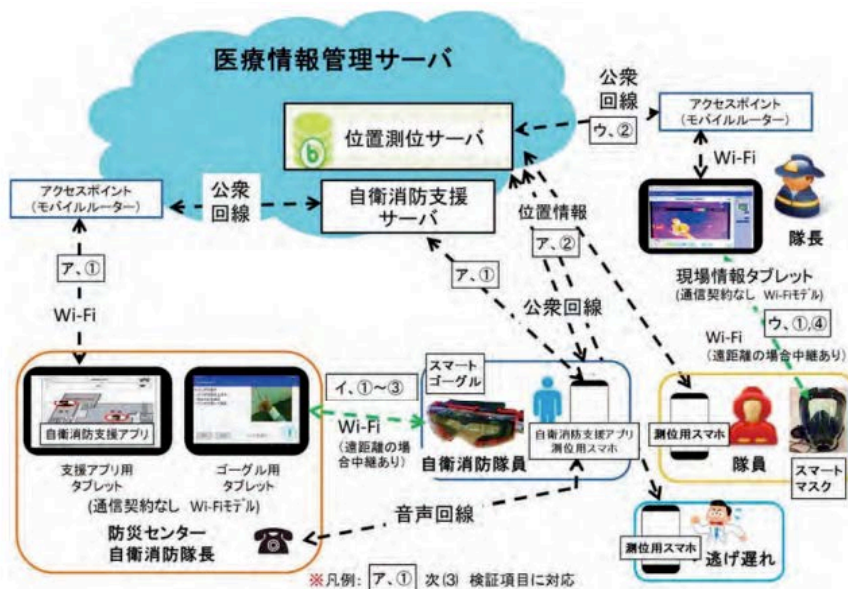 医療情報管理サーバ
公衆
回線
ウ、②
アクセスポイント
(モバイルルーター)
位置測位サーバ
Wi-Fi
アクセスポイント
(モバイルルーター)
公衆
回線
自衛消防支援
サーバ
位置情報
ア、②
隊長
ア、①
ア、①
現場情報タブレット
(通信契約なし Wi-Fiモデル)
公衆回線
ウ、①,④
Wi-Fi
Wi-Fi
(遠距離の場合中継あり)
自衛消防支援アプリ
支援アプリ用
タブレット
ゴーグル用
タブレット
(通信契約なし Wi-Fiモデル)
防災センター
自衛消防隊長
イ、①~③
Wi-Fi
(遠距離の場
合中継あり)
スマート
ゴーグル
自衛消防隊員
自衛消防支援アプリ
測位用スマホ
測位用スマホ
隊員
スマート
マスク
音声回線
測位用スマホ
逃げ遅れ
※凡例: ア、① 次(3) 検証項目に対応